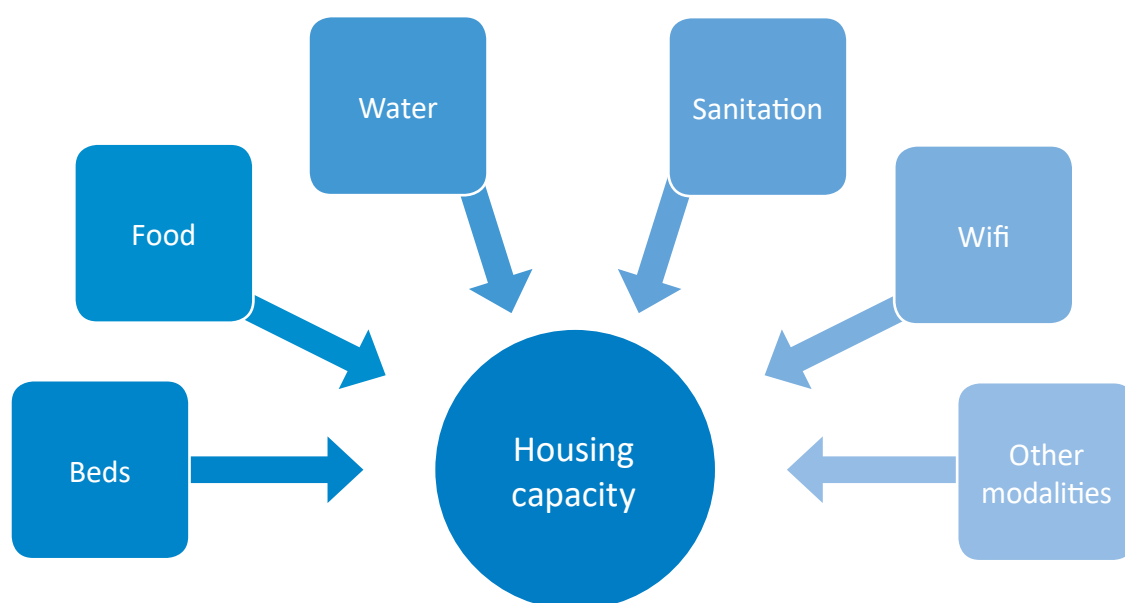 Water
Sanitation
Food
Wifi
Beds
Housing
capacity
Other
modalities